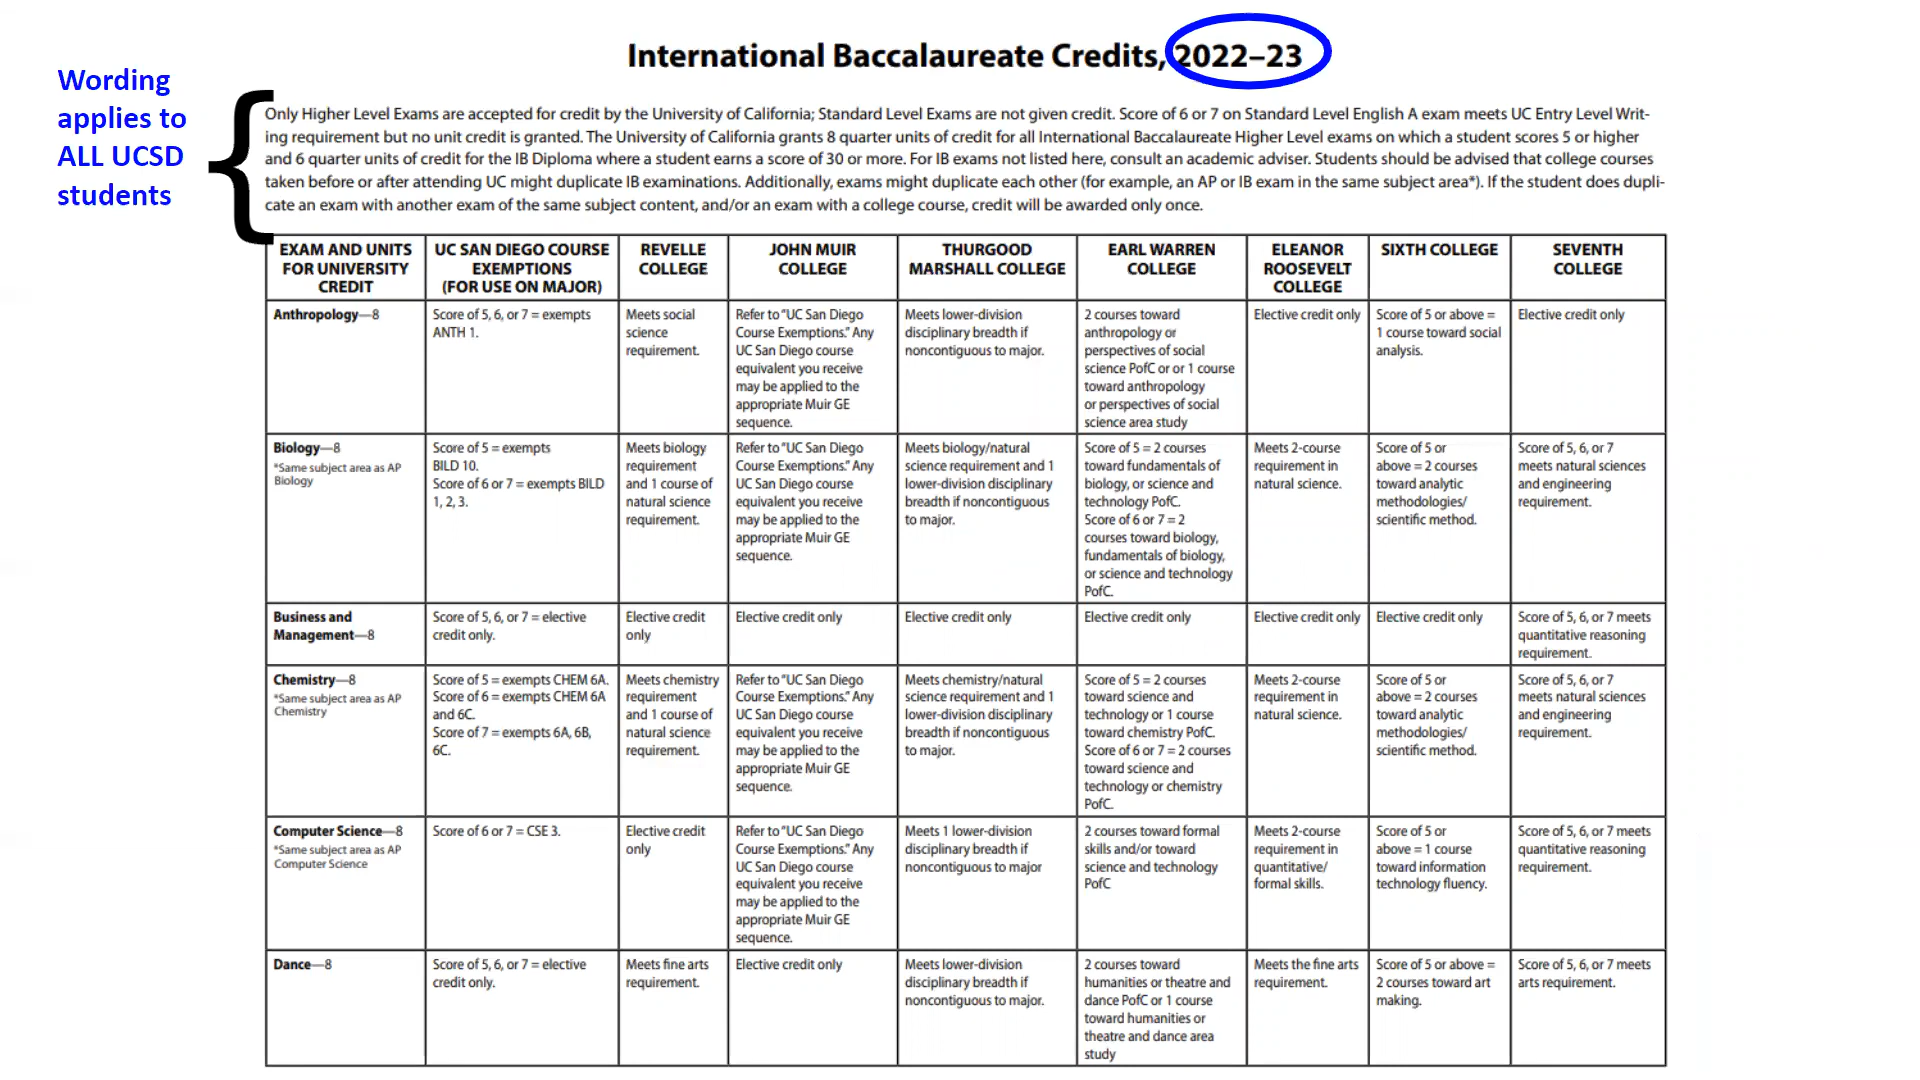 International Baccalaureate Credits, 2022–23
Wording
applies to
ALL UCSD
students
Only Higher Level Exams are accepted for credit by the University of California; Standard Level Exams are not given credit. Score of 6 or 7 on Standard Level English A exam meets UC Entry Level Writ-
ing requirement but no unit credit is granted. The University of California grants 8 quarter units of credit for all International Baccalaureate Higher Level exams on which a student scores 5 or higher
and 6 quarter units of credit for the IB Diploma where a student earns a score of 30 or more. For IB exams not listed here, consult an academic adviser. Students should be advised that college courses
taken before or after attending UC might duplicate IB examinations. Additionally, exams might duplicate each other (for example, an AP or IB exam in the same subject area*). If the student does dupli-
cate an exam with another exam of the same subject content, and/or an exam with a college course, credit will be awarded only once.
EXAM AND UNITS
FOR UNIVERSITY
CREDIT
UC SAN DIEGO COURSE
EXEMPTIONS
(FOR USE ON MAJOR)
REVELLE
COLLEGE
JOHN MUIR
COLLEGE
THURGOOD
MARSHALL COLLEGE
EARL WARREN
COLLEGE
ELEANOR
ROOSEVELT
COLLEGE
SIXTH COLLEGE
SEVENTH
COLLEGE
Anthropology—8
Score of 5, 6, or 7 = exempts
ANTH 1.
Meets social
science
requirement.
Refer to “UC San Diego
Course Exemptions.” Any
UC San Diego course
equivalent you receive
may be applied to the
appropriate Muir GE
sequence.
Meets lower-division
disciplinary breadth if
noncontiguous to major.
2 courses toward
anthropology or
perspectives of social
science PofC or or 1 course
toward anthropology
or perspectives of social
science area study
Elective credit only
Score of 5 or above =
1 course toward social
analysis.
Elective credit only
Biology—8
*Same subject area as AP
Biology
Score of 5 = exempts
BILD 10.
Score of 6 or 7 = exempts BILD
1, 2, 3.
Meets biology
requirement
and 1 course of
natural science
requirement.
Refer to “UC San Diego
Course Exemptions.” Any
UC San Diego course
equivalent you receive
may be applied to the
appropriate Muir GE
sequence.
Meets biology/natural
science requirement and 1
lower-division disciplinary
breadth if noncontiguous
to major.
Score of 5 = 2 courses
toward fundamentals of
biology, or science and
technology PofC.
Score of 6 or 7 = 2
courses toward biology,
fundamentals of biology,
or science and technology
PofC.
Meets 2-course
requirement in
natural science.
Score of 5 or
above = 2 courses
toward analytic
methodologies/
scientific method.
Score of 5, 6, or 7
meets natural sciences
and engineering
requirement.
Business and
Management—8
Score of 5, 6, or 7 = elective
credit only.
Elective credit
only
Elective credit only
Elective credit only
Elective credit only
Elective credit only
Elective credit only
Score of 5, 6, or 7 meets
quantitative reasoning
requirement.
Chemistry—8
*Same subject area as AP
Chemistry
Score of 5 = exempts CHEM 6A.
Score of 6 = exempts CHEM 6A
and 6C.
Score of 7 = exempts 6A, 6B,
6C.
Meets chemistry
requirement
and 1 course of
natural science
requirement.
Refer to “UC San Diego
Course Exemptions.” Any
UC San Diego course
equivalent you receive
may be applied to the
appropriate Muir GE
sequence.
Meets chemistry/natural
science requirement and 1
lower-division disciplinary
breadth if noncontiguous
to major.
Score of 5 = 2 courses
toward science and
technology or 1 course
toward chemistry PofC.
Score of 6 or 7 = 2 courses
toward science and
technology or chemistry
PofC.
Meets 2-course
requirement in
natural science.
Score of 5 or
above = 2 courses
toward analytic
methodologies/
scientific method.
Score of 5, 6, or 7
meets natural sciences
and engineering
requirement.
Computer Science—8
*Same subject area as AP
Computer Science
Score of 6 or 7 = CSE 3.
Elective credit
only
Refer to “UC San Diego
Course Exemptions.” Any
UC San Diego course
equivalent you receive
may be applied to the
appropriate Muir GE
sequence.
Meets 1 lower-division
disciplinary breadth if
noncontiguous to major
2 courses toward formal
skills and/or toward
science and technology
PofC
Meets 2-course
requirement in
quantitative/
formal skills.
Score of 5 or
above = 1 course
toward information
technology fluency.
Score of 5, 6, or 7 meets
quantitative reasoning
requirement.
Dance—8
Score of 5, 6, or 7 = elective
credit only.
Meets fine arts
requirement.
Elective credit only
Meets lower-division
disciplinary breadth if
noncontiguous to major.
2 courses toward
humanities or theatre and
dance PofC or 1 course
toward humanities or
theatre and dance area
study
Meets the fine arts
requirement.
Score of 5 or above =
2 courses toward art
making.
Score of 5, 6, or 7 meets
arts requirement.